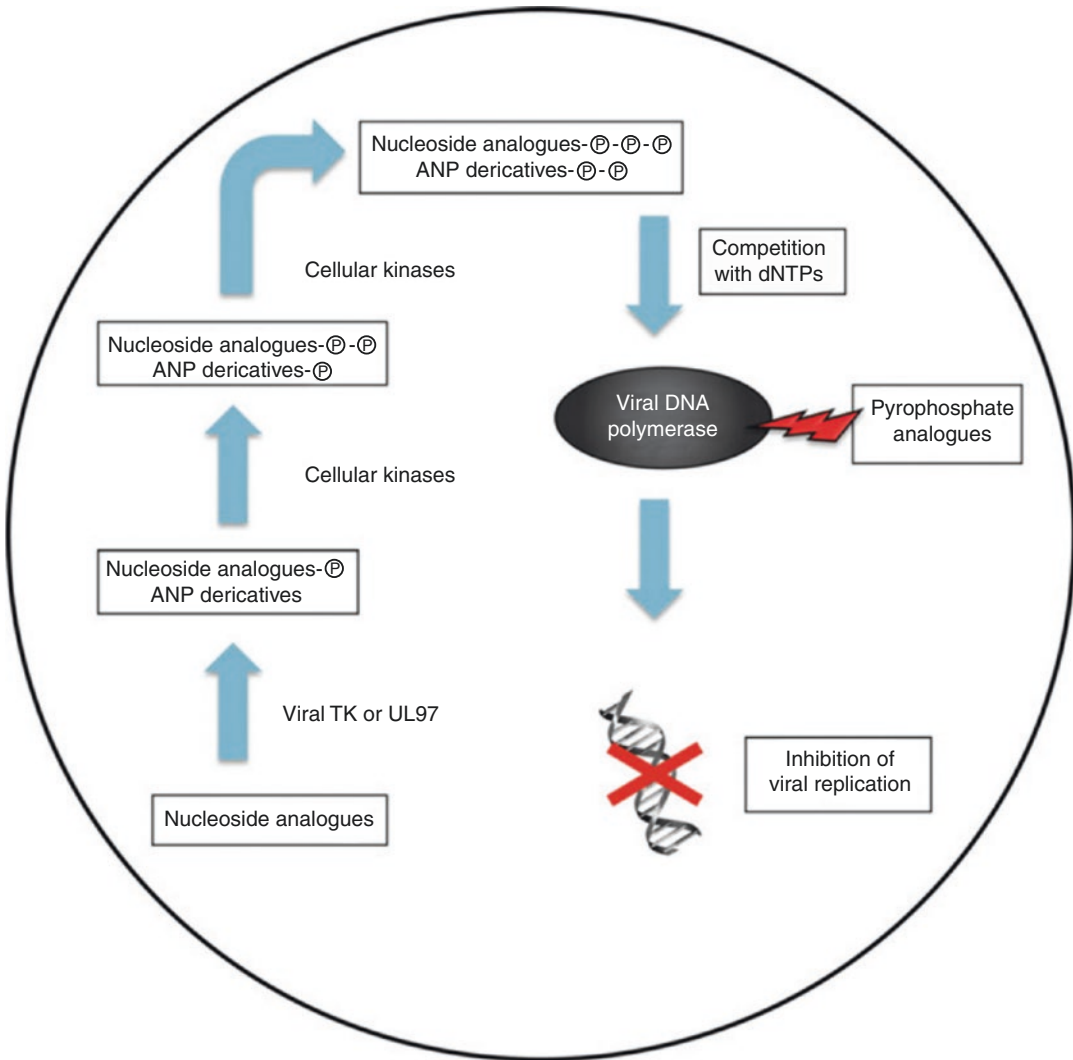 Nucleoside analogues-Ⓟ-Ⓟ-Ⓟ
ANP dericatives-Ⓟ-Ⓟ
Competition
with dNTPs
Cellular kinases
Nucleoside analogues-Ⓟ-Ⓟ
ANP dericatives-Ⓟ
Viral DNA
polymerase
Pyrophosphate
analogues
Cellular kinases
Nucleoside analogues-Ⓟ
ANP dericatives
Viral TK or UL97
Inhibition of
viral replication
Nucleoside analogues